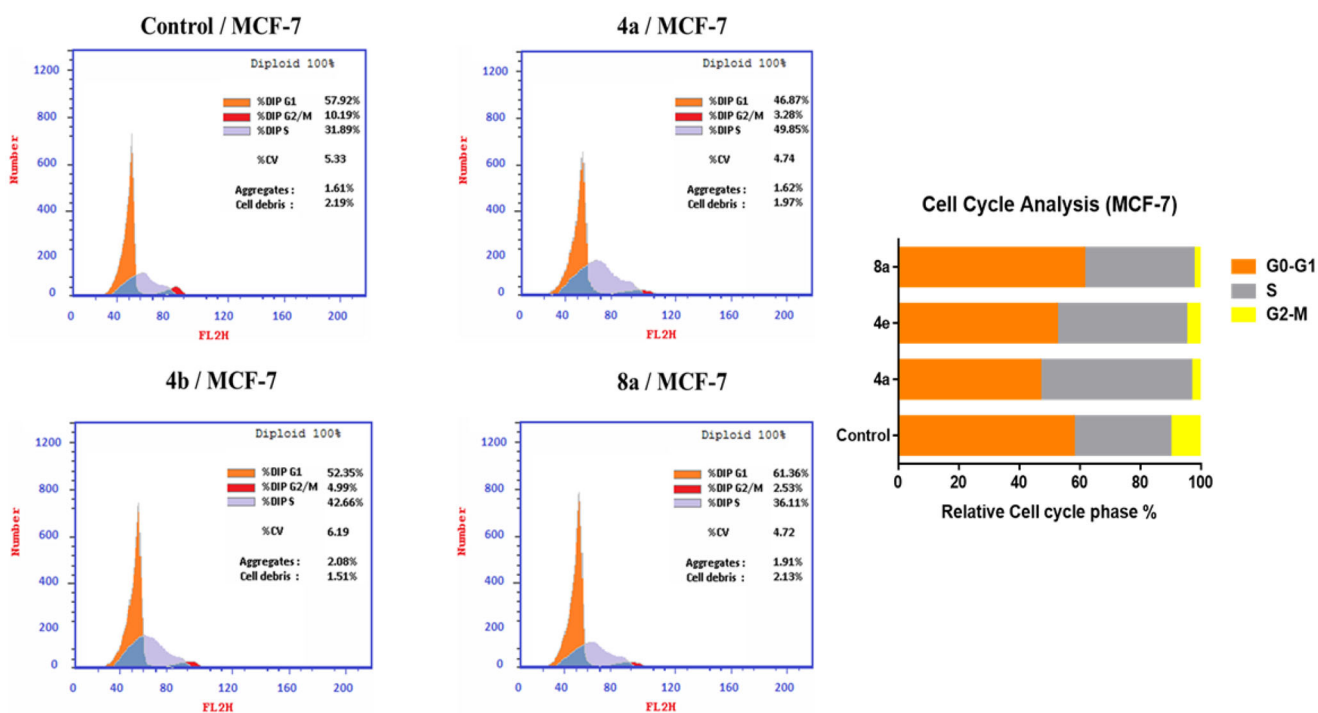 Control / MCF-7
Diploid 100%
%DIP G1 57.92%
%DIP G2/M 10.19%
%DIP S 31.89%
%CV 5.33
Aggregates : 1.61%
Cell debris : 2.19%
Number
1200
800
600
400
200
0
0 40 80 120 160 200
FL2H
4a / MCF-7
Diploid 100%
%DIP G1 46.87%
%DIP G2/M 3.28%
%DIP S 49.85%
%CV 4.74
Aggregates : 1.62%
Cell debris : 1.97%
Number
1200
800
600
400
200
0
0 40 80 120 160 200
FL2H
4b / MCF-7
Diploid 100%
%DIP G1 52.35%
%DIP G2/M 4.99%
%DIP S 42.66%
%CV 6.19
Aggregates : 2.08%
Cell debris : 1.51%
Number
1200
800
600
400
200
0
0 40 80 120 160 200
FL2H
8a / MCF-7
Diploid 100%
%DIP G1 61.36%
%DIP G2/M 2.53%
%DIP S 36.11%
%CV 4.72
Aggregates : 1.91%
Cell debris : 2.13%
Number
1200
800
600
400
200
0
0 40 80 120 160 200
FL2H
Cell Cycle Analysis (MCF-7)
8a
4e
4a
Control
0 20 40 60 80 100
Relative Cell cycle phase %
G0-G1
S
G2-M